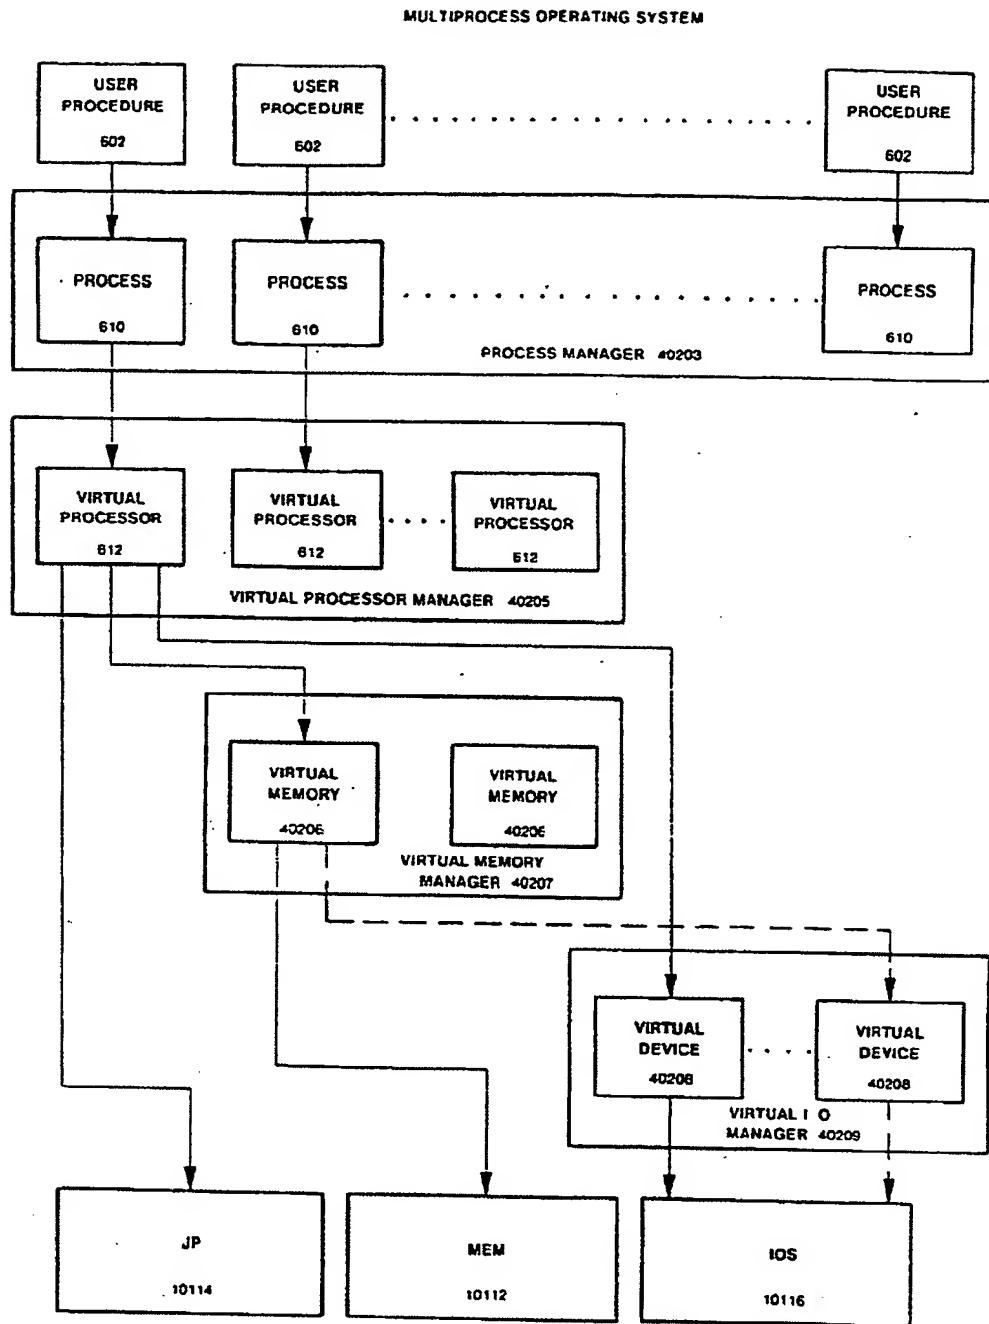 MULTIPROCESS OPERATING SYSTEM
USER
PROCEDURE
602
USER
PROCEDURE
602
USER
PROCEDURE
602
PROCESS
610
PROCESS
610
PROCESS
610
PROCESS MANAGER 40203
VIRTUAL
PROCESSOR
612
VIRTUAL
PROCESSOR
612
VIRTUAL
PROCESSOR
612
VIRTUAL PROCESSOR MANAGER 40205
VIRTUAL
MEMORY
40206
VIRTUAL
MEMORY
40206
VIRTUAL MEMORY
MANAGER 40207
VIRTUAL
DEVICE
40208
VIRTUAL
DEVICE
40208
VIRTUAL I O
MANAGER 40209
JP
10114
MEM
10112
IOS
10116